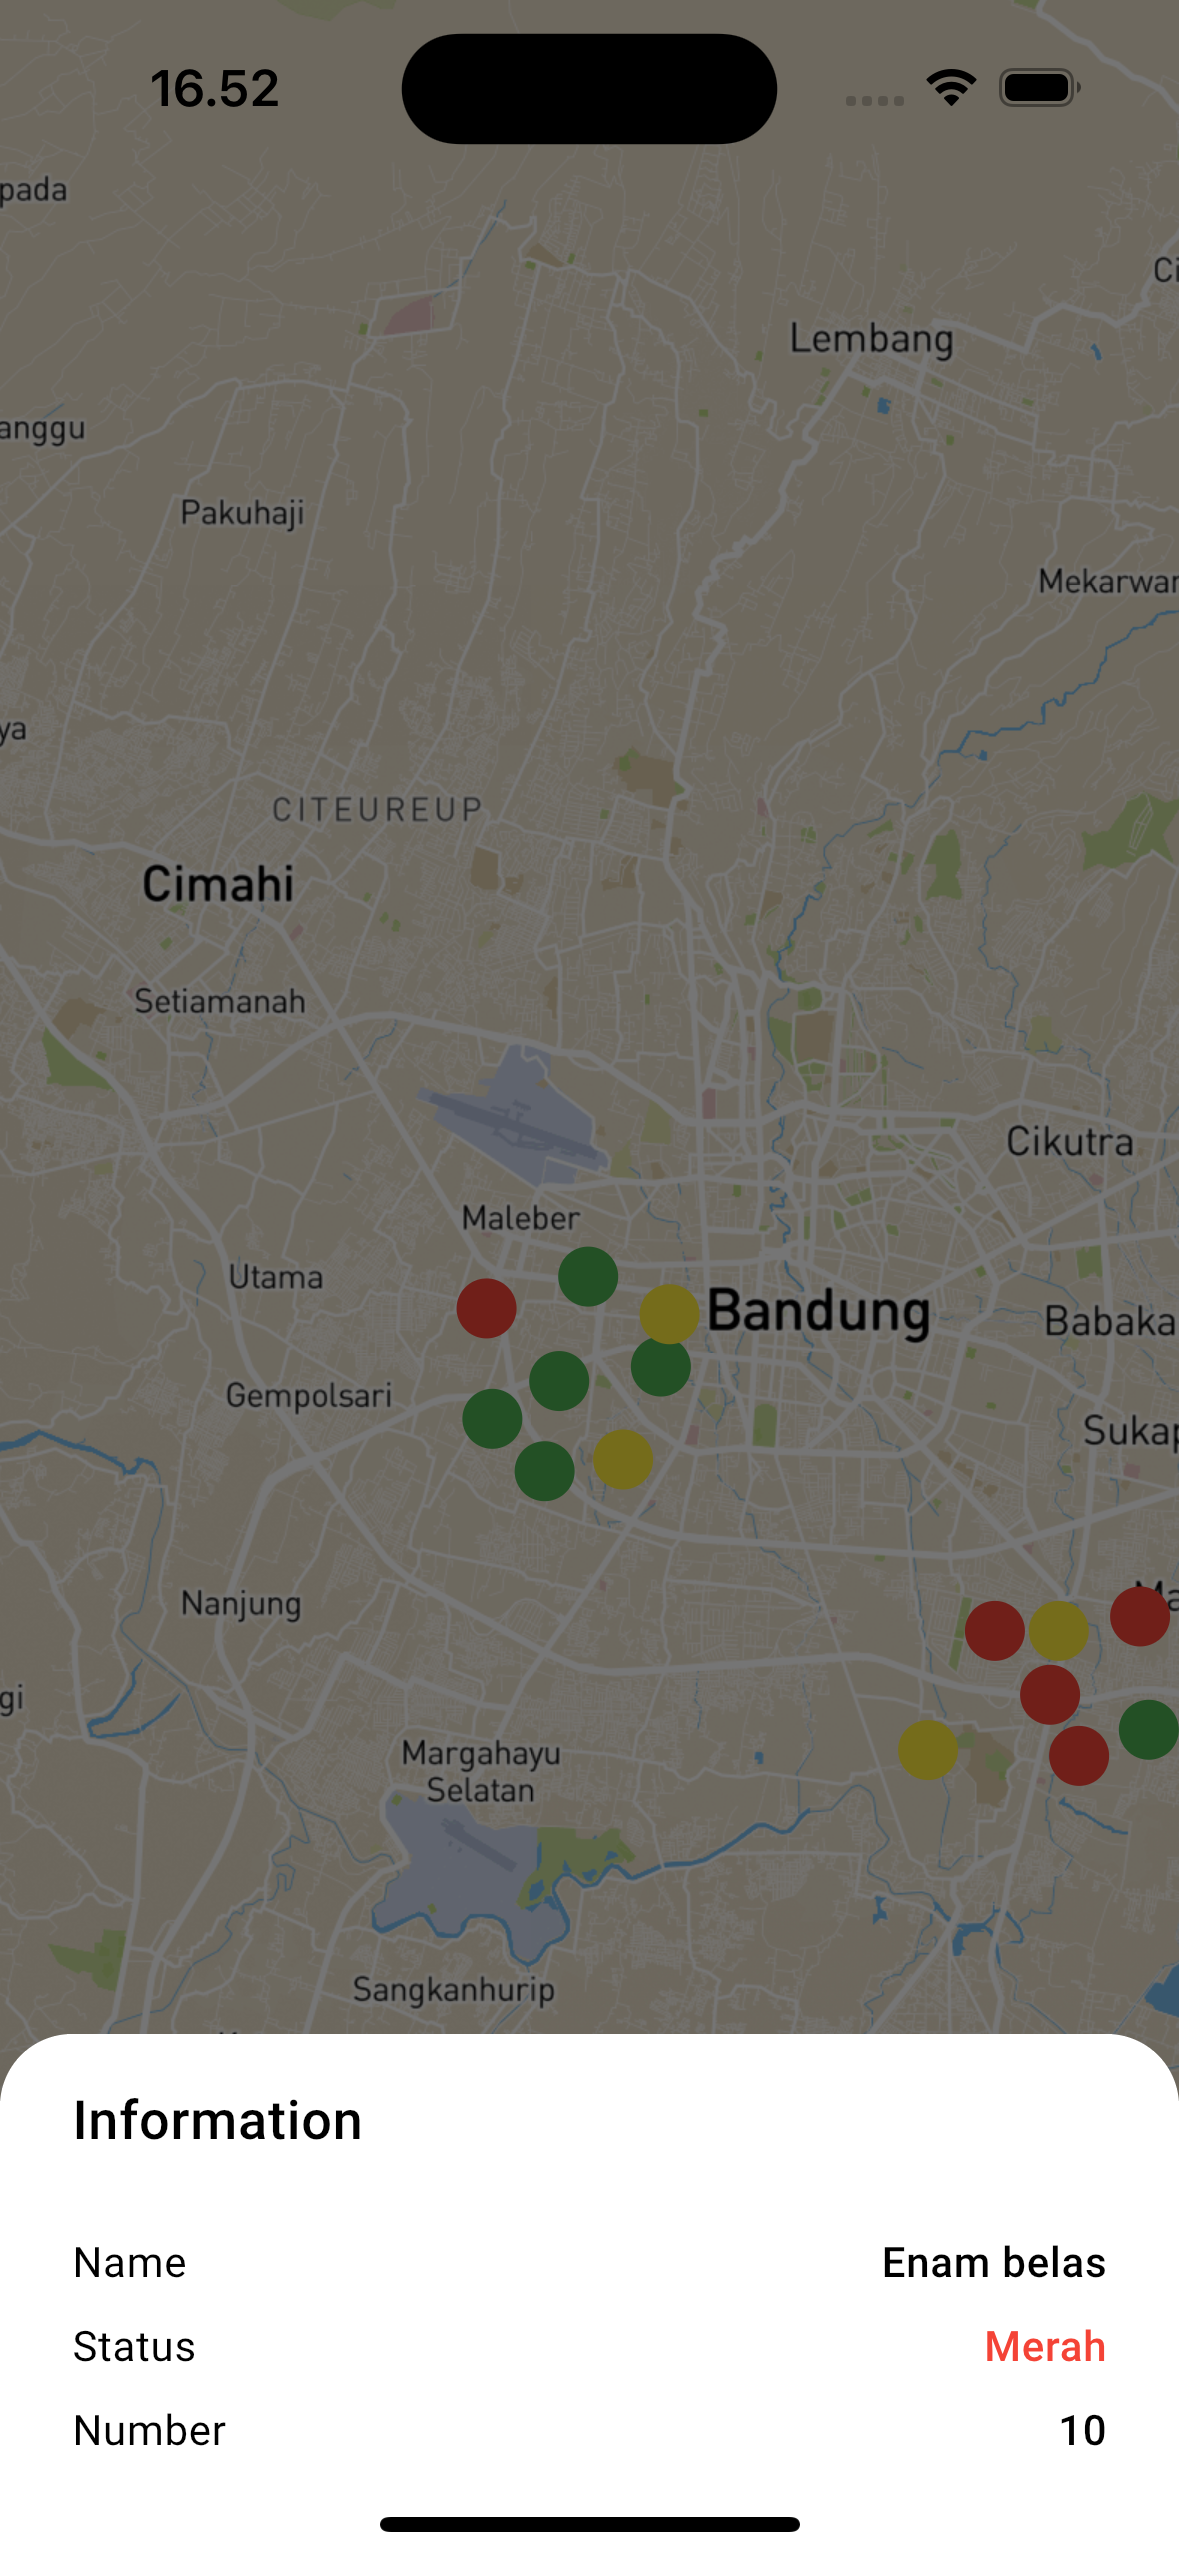 16.52
pada
Ci
Lembang
anggu
Pakuhaji
Mekarwar
ya
CITEUREUP
Cimahi
Setiamanah
Cikutra
Maleber
Utama
Bandung
Babaka
Gempolsari
Sukap
Nanjung
Ma
gi
Margahayu
Selatan
Sangkanhurip
Information
Name Enam belas
Status Merah
Number 10